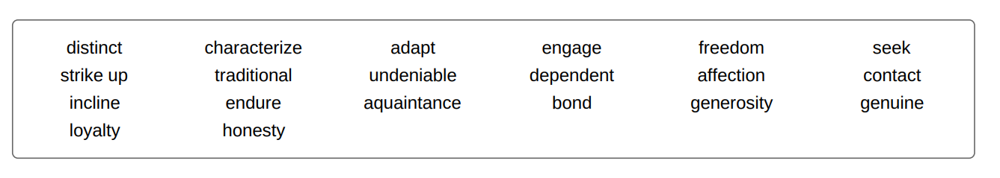 distinct characterize adapt engage freedom seek
strike up traditional undeniable dependent affection contact
incline endure aquaintance bond generosity genuine
loyalty honesty